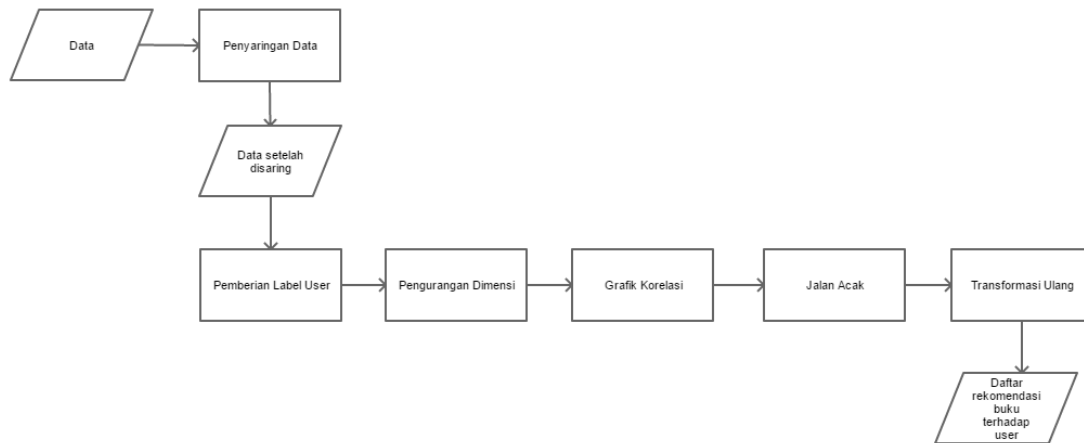 Data
Penyaringan Data
Data setelah
disaring
Pemberian Label User
Pengurangan Dimensi
Grafik Korelasi
Jalan Acak
Transformasi Ulang
Daftar
rekomendasi
buku
terhadap
user